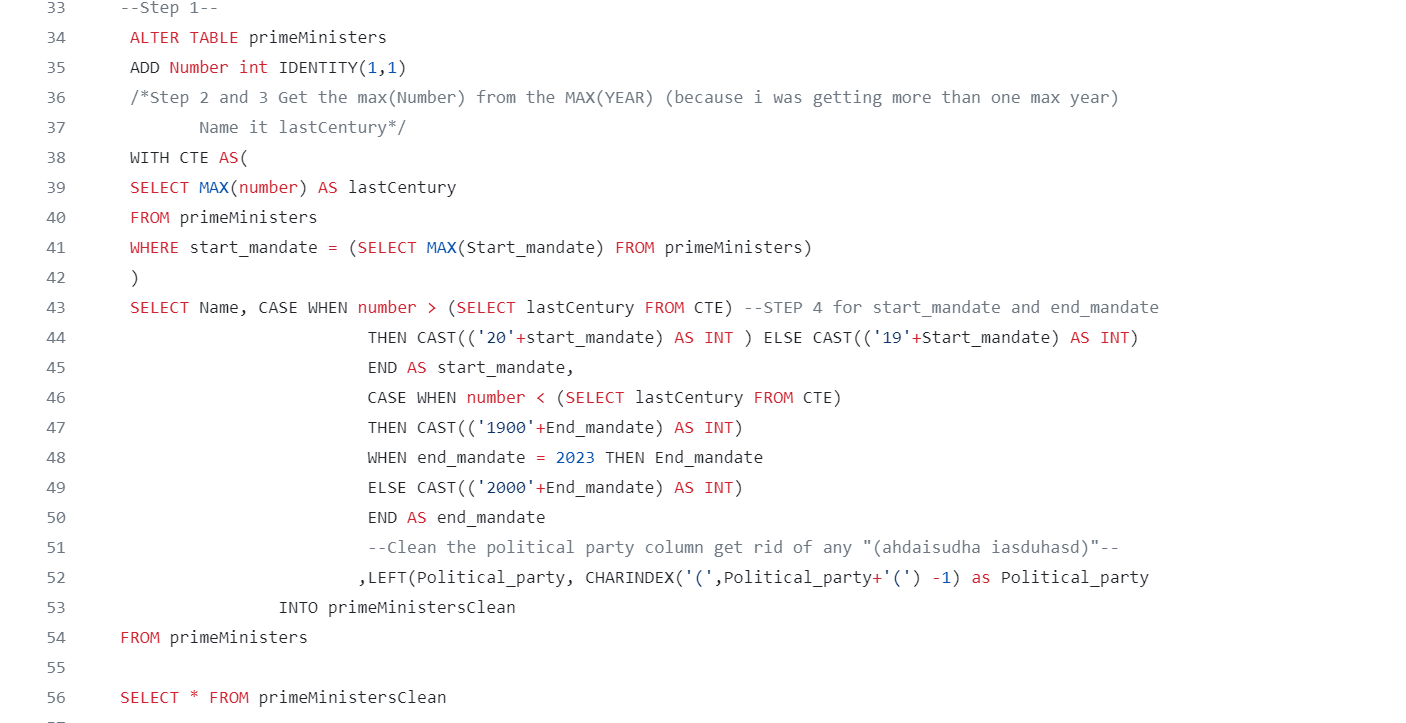 33 --Step 1--
34 ALTER TABLE primeMinisters
35 ADD Number int IDENTITY(1,1)
36 /*Step 2 and 3 Get the max(Number) from the MAX(YEAR) (because i was getting more than one max year)
37 Name it lastCentury*/
38 WITH CTE AS(
39 SELECT MAX(number) AS lastCentury
40 FROM primeMinisters
41 WHERE start_mandate = (SELECT MAX(Start_mandate) FROM primeMinisters)
42 )
43 SELECT Name, CASE WHEN number > (SELECT lastCentury FROM CTE) --STEP 4 for start_mandate and end_mandate
44 THEN CAST(('20'+start_mandate) AS INT ) ELSE CAST(('19'+Start_mandate) AS INT)
45 END AS start_mandate,
46 CASE WHEN number < (SELECT lastCentury FROM CTE)
47 THEN CAST(('1900'+End_mandate) AS INT)
48 WHEN end_mandate = 2023 THEN End_mandate
49 ELSE CAST(('2000'+End_mandate) AS INT)
50 END AS end_mandate
51 --Clean the political party column get rid of any "(ahdaisudha iasduhasd)"--
52 ,LEFT(Political_party, CHARINDEX('(',Political_party+'(') -1) as Political_party
53 INTO primeMinistersClean
54 FROM primeMinisters
55
56 SELECT * FROM primeMinistersClean